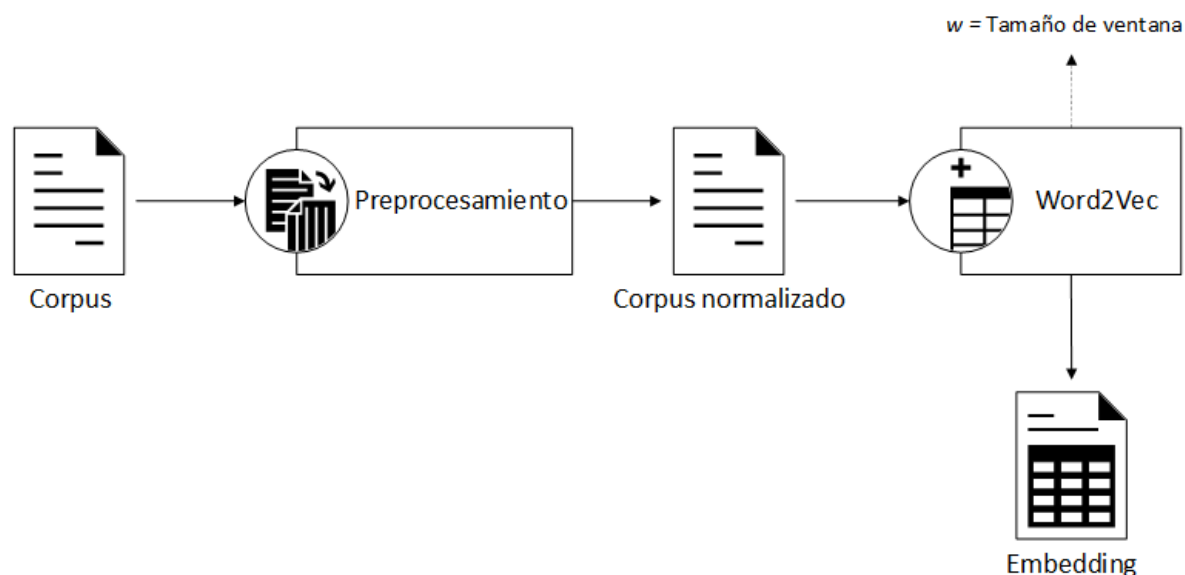 w = Tamaño de ventana
Preprocesamiento
Word2Vec
Corpus
Corpus normalizado
Embedding